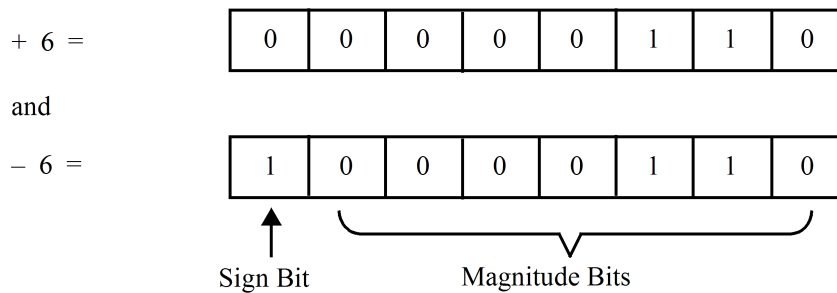 + 6 = 0 0 0 0 0 1 1 0
and
– 6 = 1 0 0 0 0 1 1 0
Sign Bit Magnitude Bits